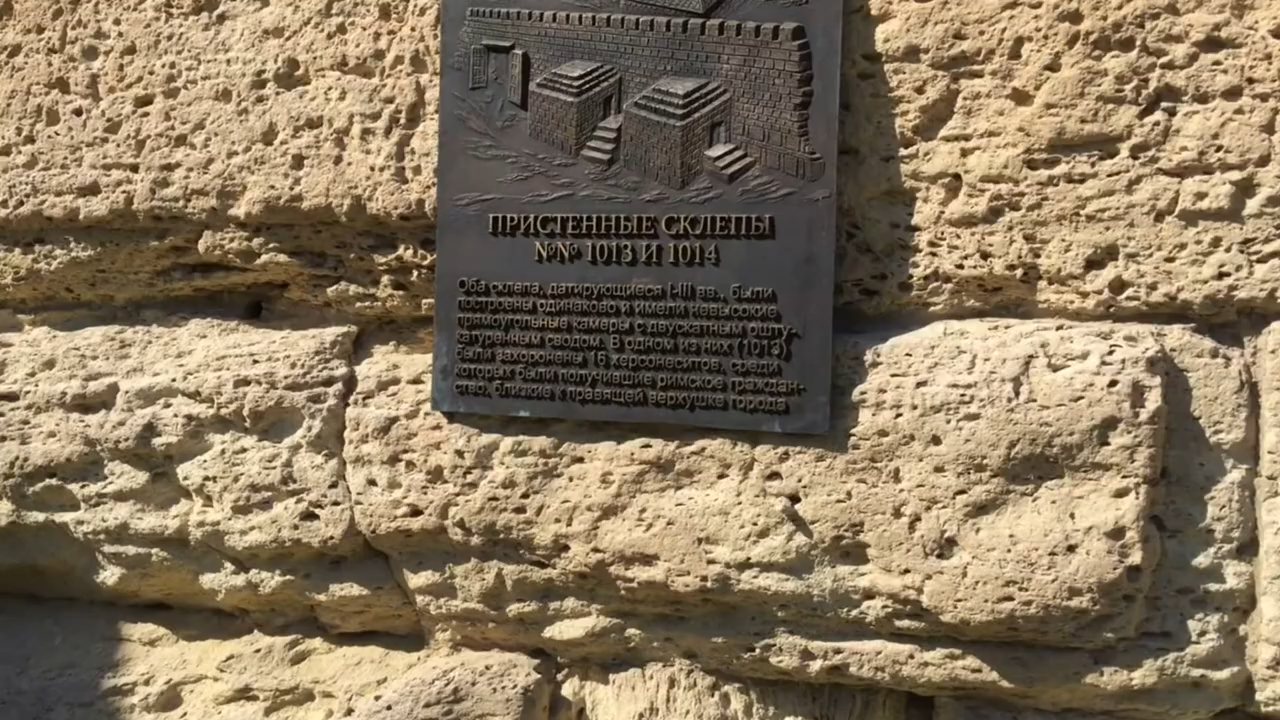 ПРИСТЕННЫЕ СКЛЕПЫ
№№ 1013 И 1014
Оба склепа, датирующиеся I-III вв., были
построены одинаково и имели невысокие
прямоугольные камеры с двускатным ошту-
катуренным сводом. В одном из них (1013)
были захоронены 16 херсонеситов, среди
которых были получившие римское граждан-
ство, близкие к правящей верхушке города